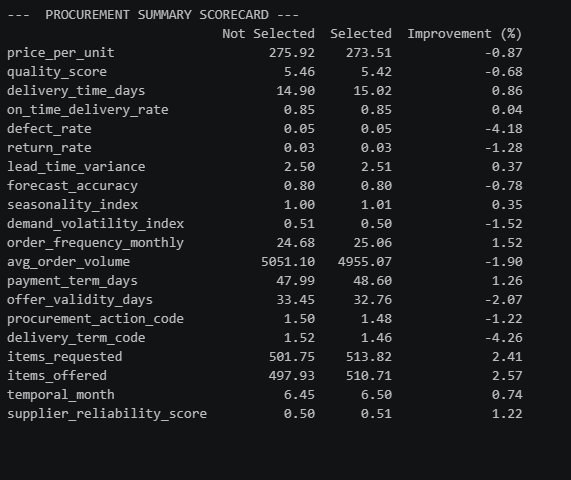 ---  PROCUREMENT SUMMARY SCORECARD ---
                           Not Selected  Selected  Improvement (%)
price_per_unit                   275.92    273.51            -0.87
quality_score                      5.46      5.42            -0.68
delivery_time_days                14.90     15.02             0.86
on_time_delivery_rate              0.85      0.85             0.04
defect_rate                        0.05      0.05            -4.18
return_rate                        0.03      0.03            -1.28
lead_time_variance                 2.50      2.51             0.37
forecast_accuracy                  0.80      0.80            -0.78
seasonality_index                  1.00      1.01             0.35
demand_volatility_index            0.51      0.50            -1.52
order_frequency_monthly           24.68     25.06             1.52
avg_order_volume                5051.10   4955.07            -1.90
payment_term_days                 47.99     48.60             1.26
offer_validity_days               33.45     32.76            -2.07
procurement_action_code            1.50      1.48            -1.22
delivery_term_code                 1.52      1.46            -4.26
items_requested                  501.75    513.82             2.41
items_offered                    497.93    510.71             2.57
temporal_month                     6.45      6.50             0.74
supplier_reliability_score         0.50      0.51             1.22